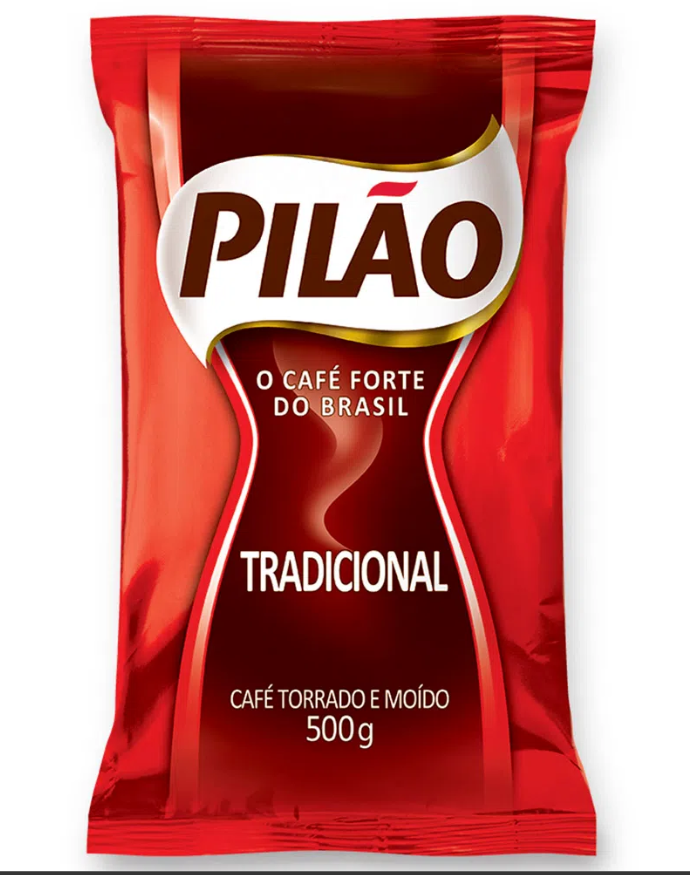 PILÃO
O CAFÉ FORTE
DO BRASIL
TRADICIONAL
CAFÉ TORRADO E MOÍDO
500g